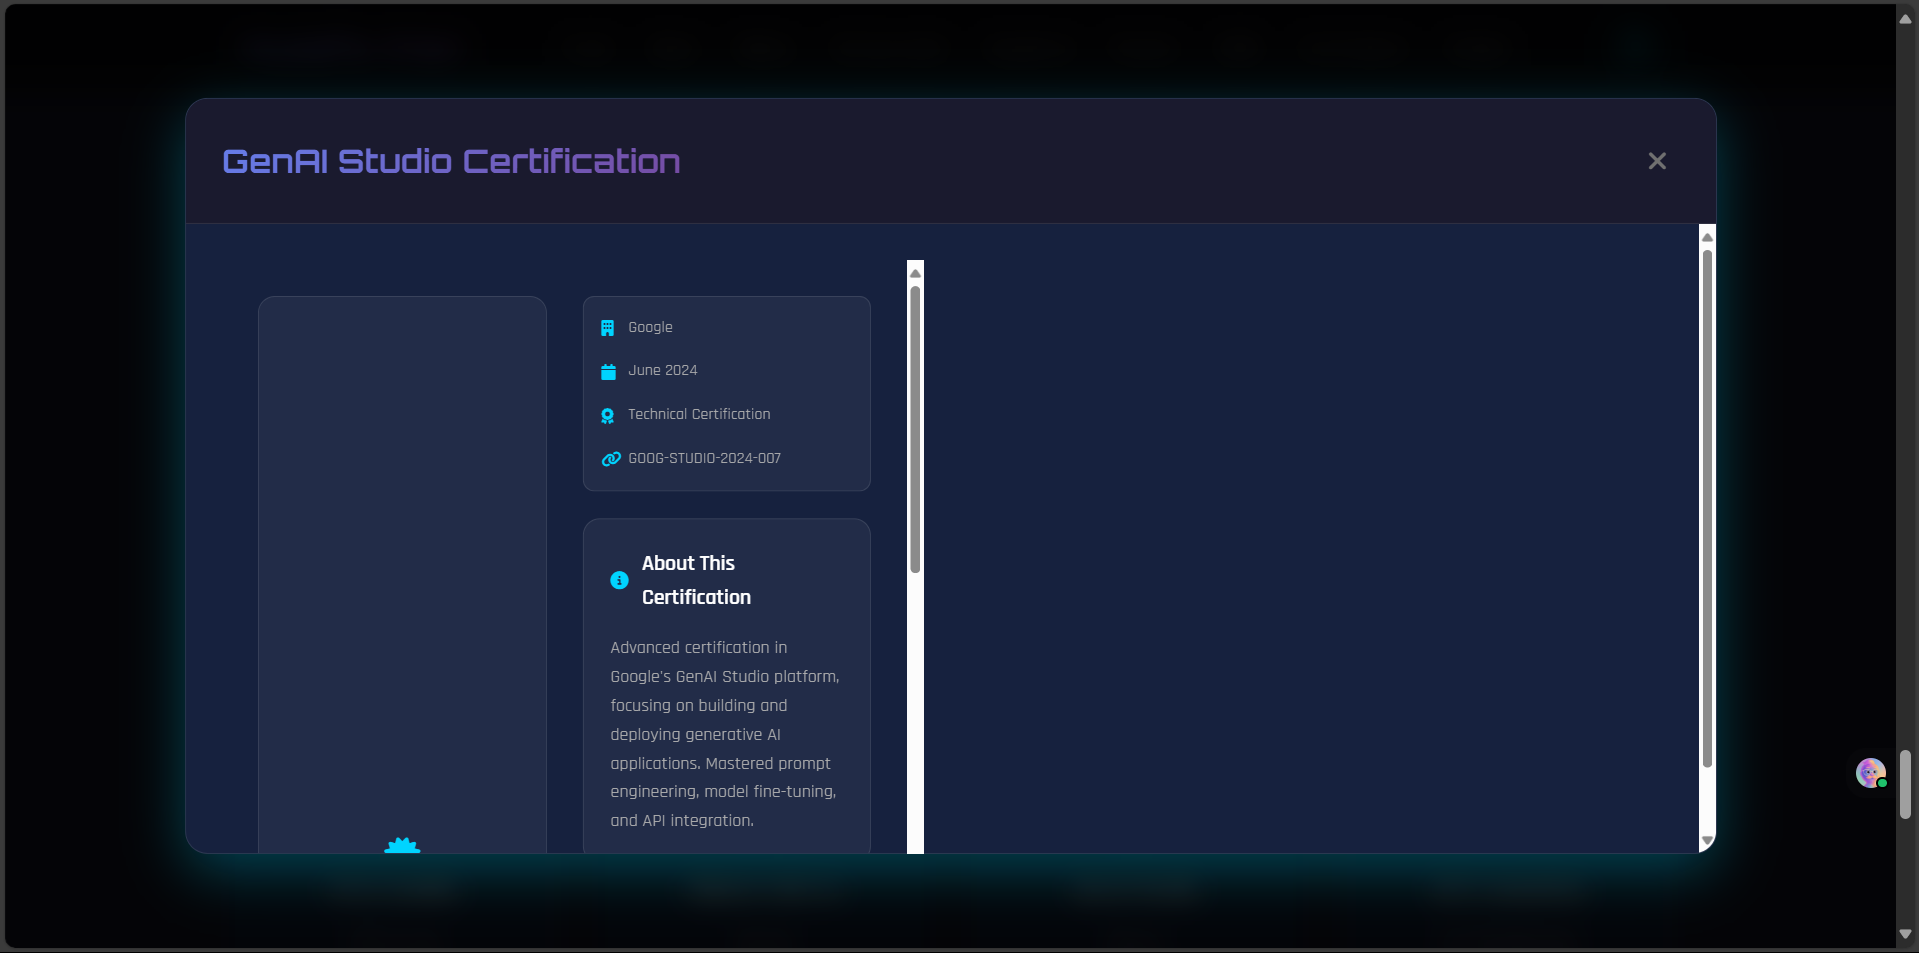 GenAI Studio Certification
Google
June 2024
Technical Certification
GOOG-STUDIO-2024-007
About This
Certification
Advanced certification in
Google's GenAI Studio platform,
focusing on building and
deploying generative AI
applications. Mastered prompt
engineering, model fine-tuning,
and API integration.